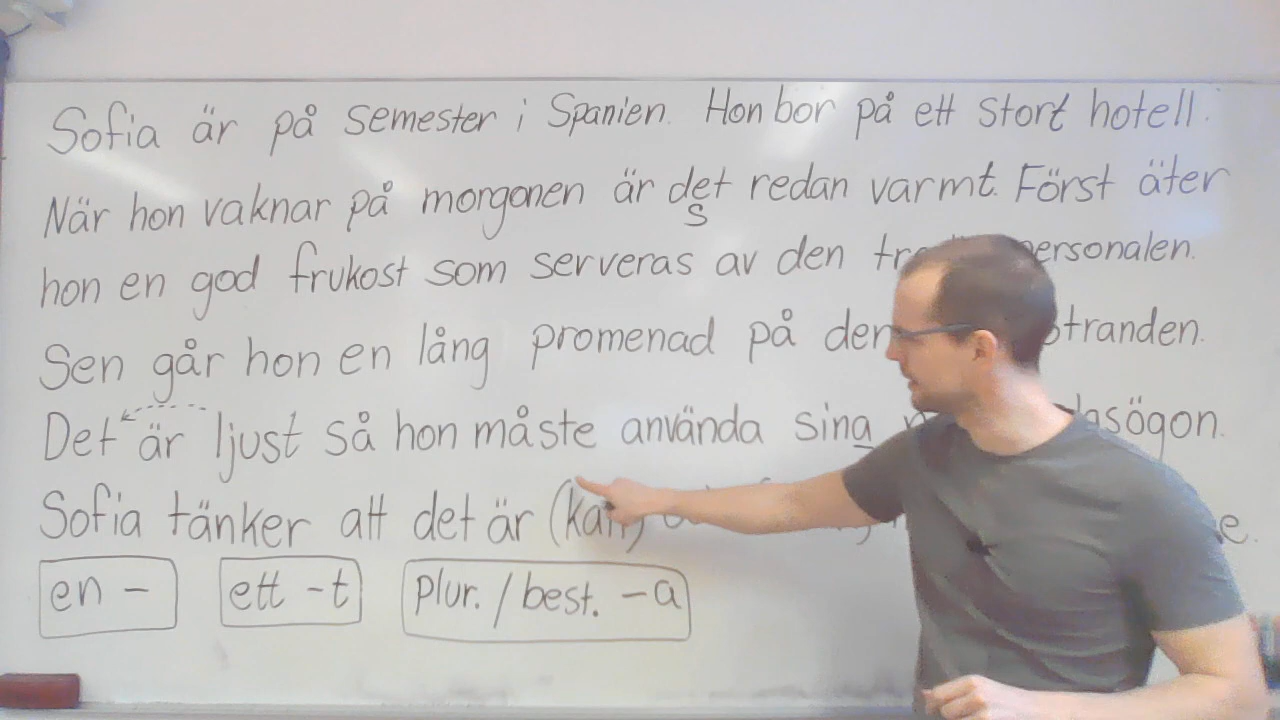 Sofia är på semester i Spanien. Hon bor på ett stort hotell.
När hon vaknar på morgonen är det redan varmt. Först äter
s
hon en god frukost som serveras av den personalen.
Sen går hon en lång promenad på den stranden.
Det är ljust så hon måste använda sina
Sofia tänker att det är
en – ett -t plur. / best. -a